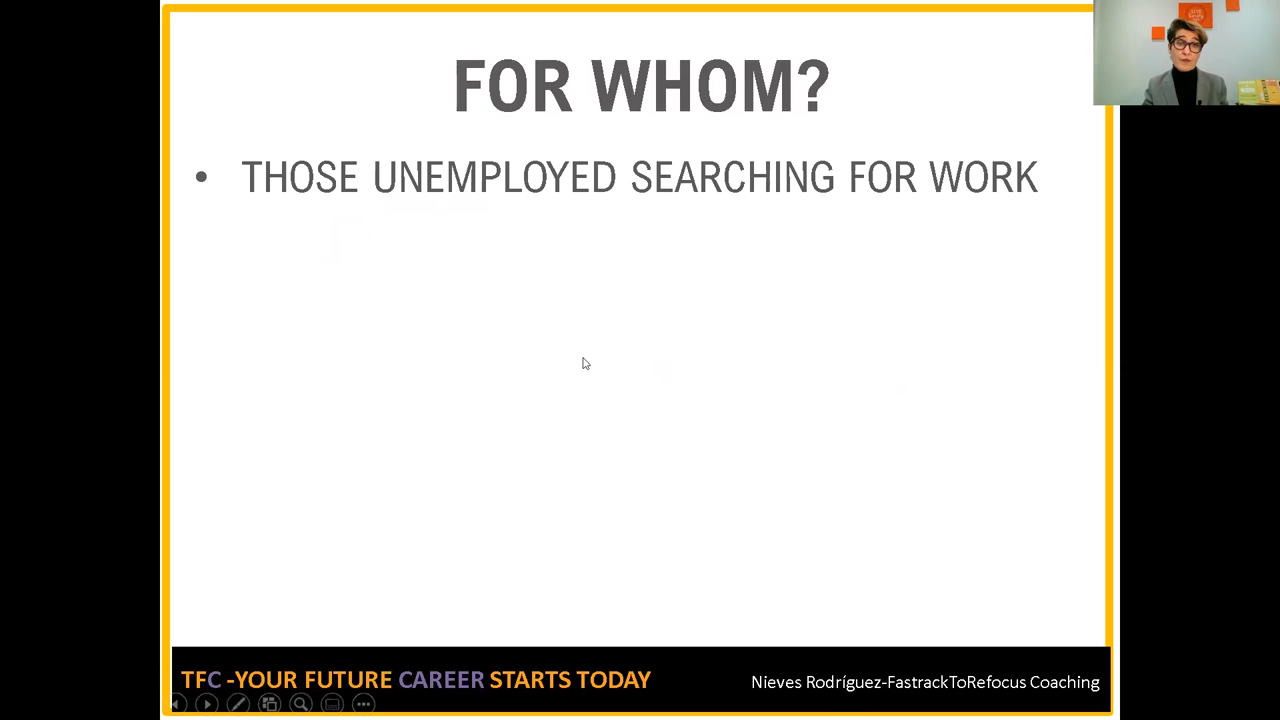 FOR WHOM?
• THOSE UNEMPLOYED SEARCHING FOR WORK
TFC -YOUR FUTURE CAREER STARTS TODAY
Nieves Rodríguez-FastrackToRefocus Coaching